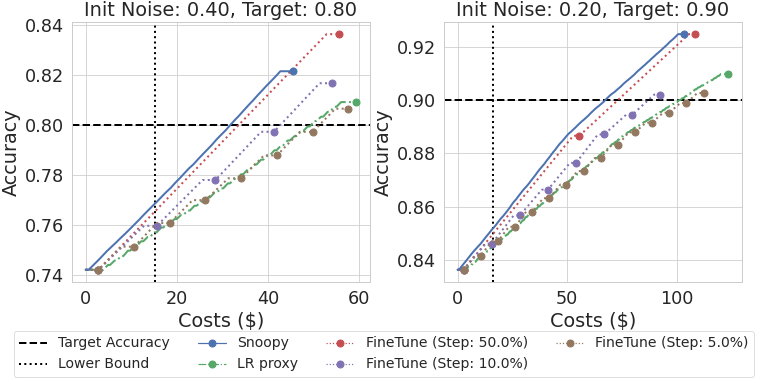 Init Noise: 0.40, Target: 0.80
Init Noise: 0.20, Target: 0.90
0.84
0.82
0.80
0.78
0.76
0.74
Accuracy
0 20 40 60
Costs ($)
0.92
0.90
0.88
0.86
0.84
Accuracy
0 50 100
Costs ($)
Target Accuracy
Lower Bound
Snoopy
LR proxy
FineTune (Step: 50.0%)
FineTune (Step: 10.0%)
FineTune (Step: 5.0%)